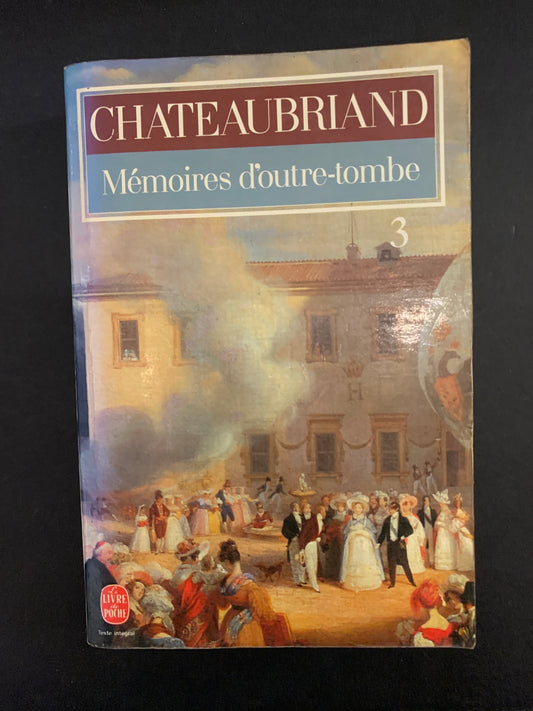 CHATEAUBRIAND
Mémoires d'outre-tombe
3
H
Le
LIVRE
de
POCHE
Texte intégral